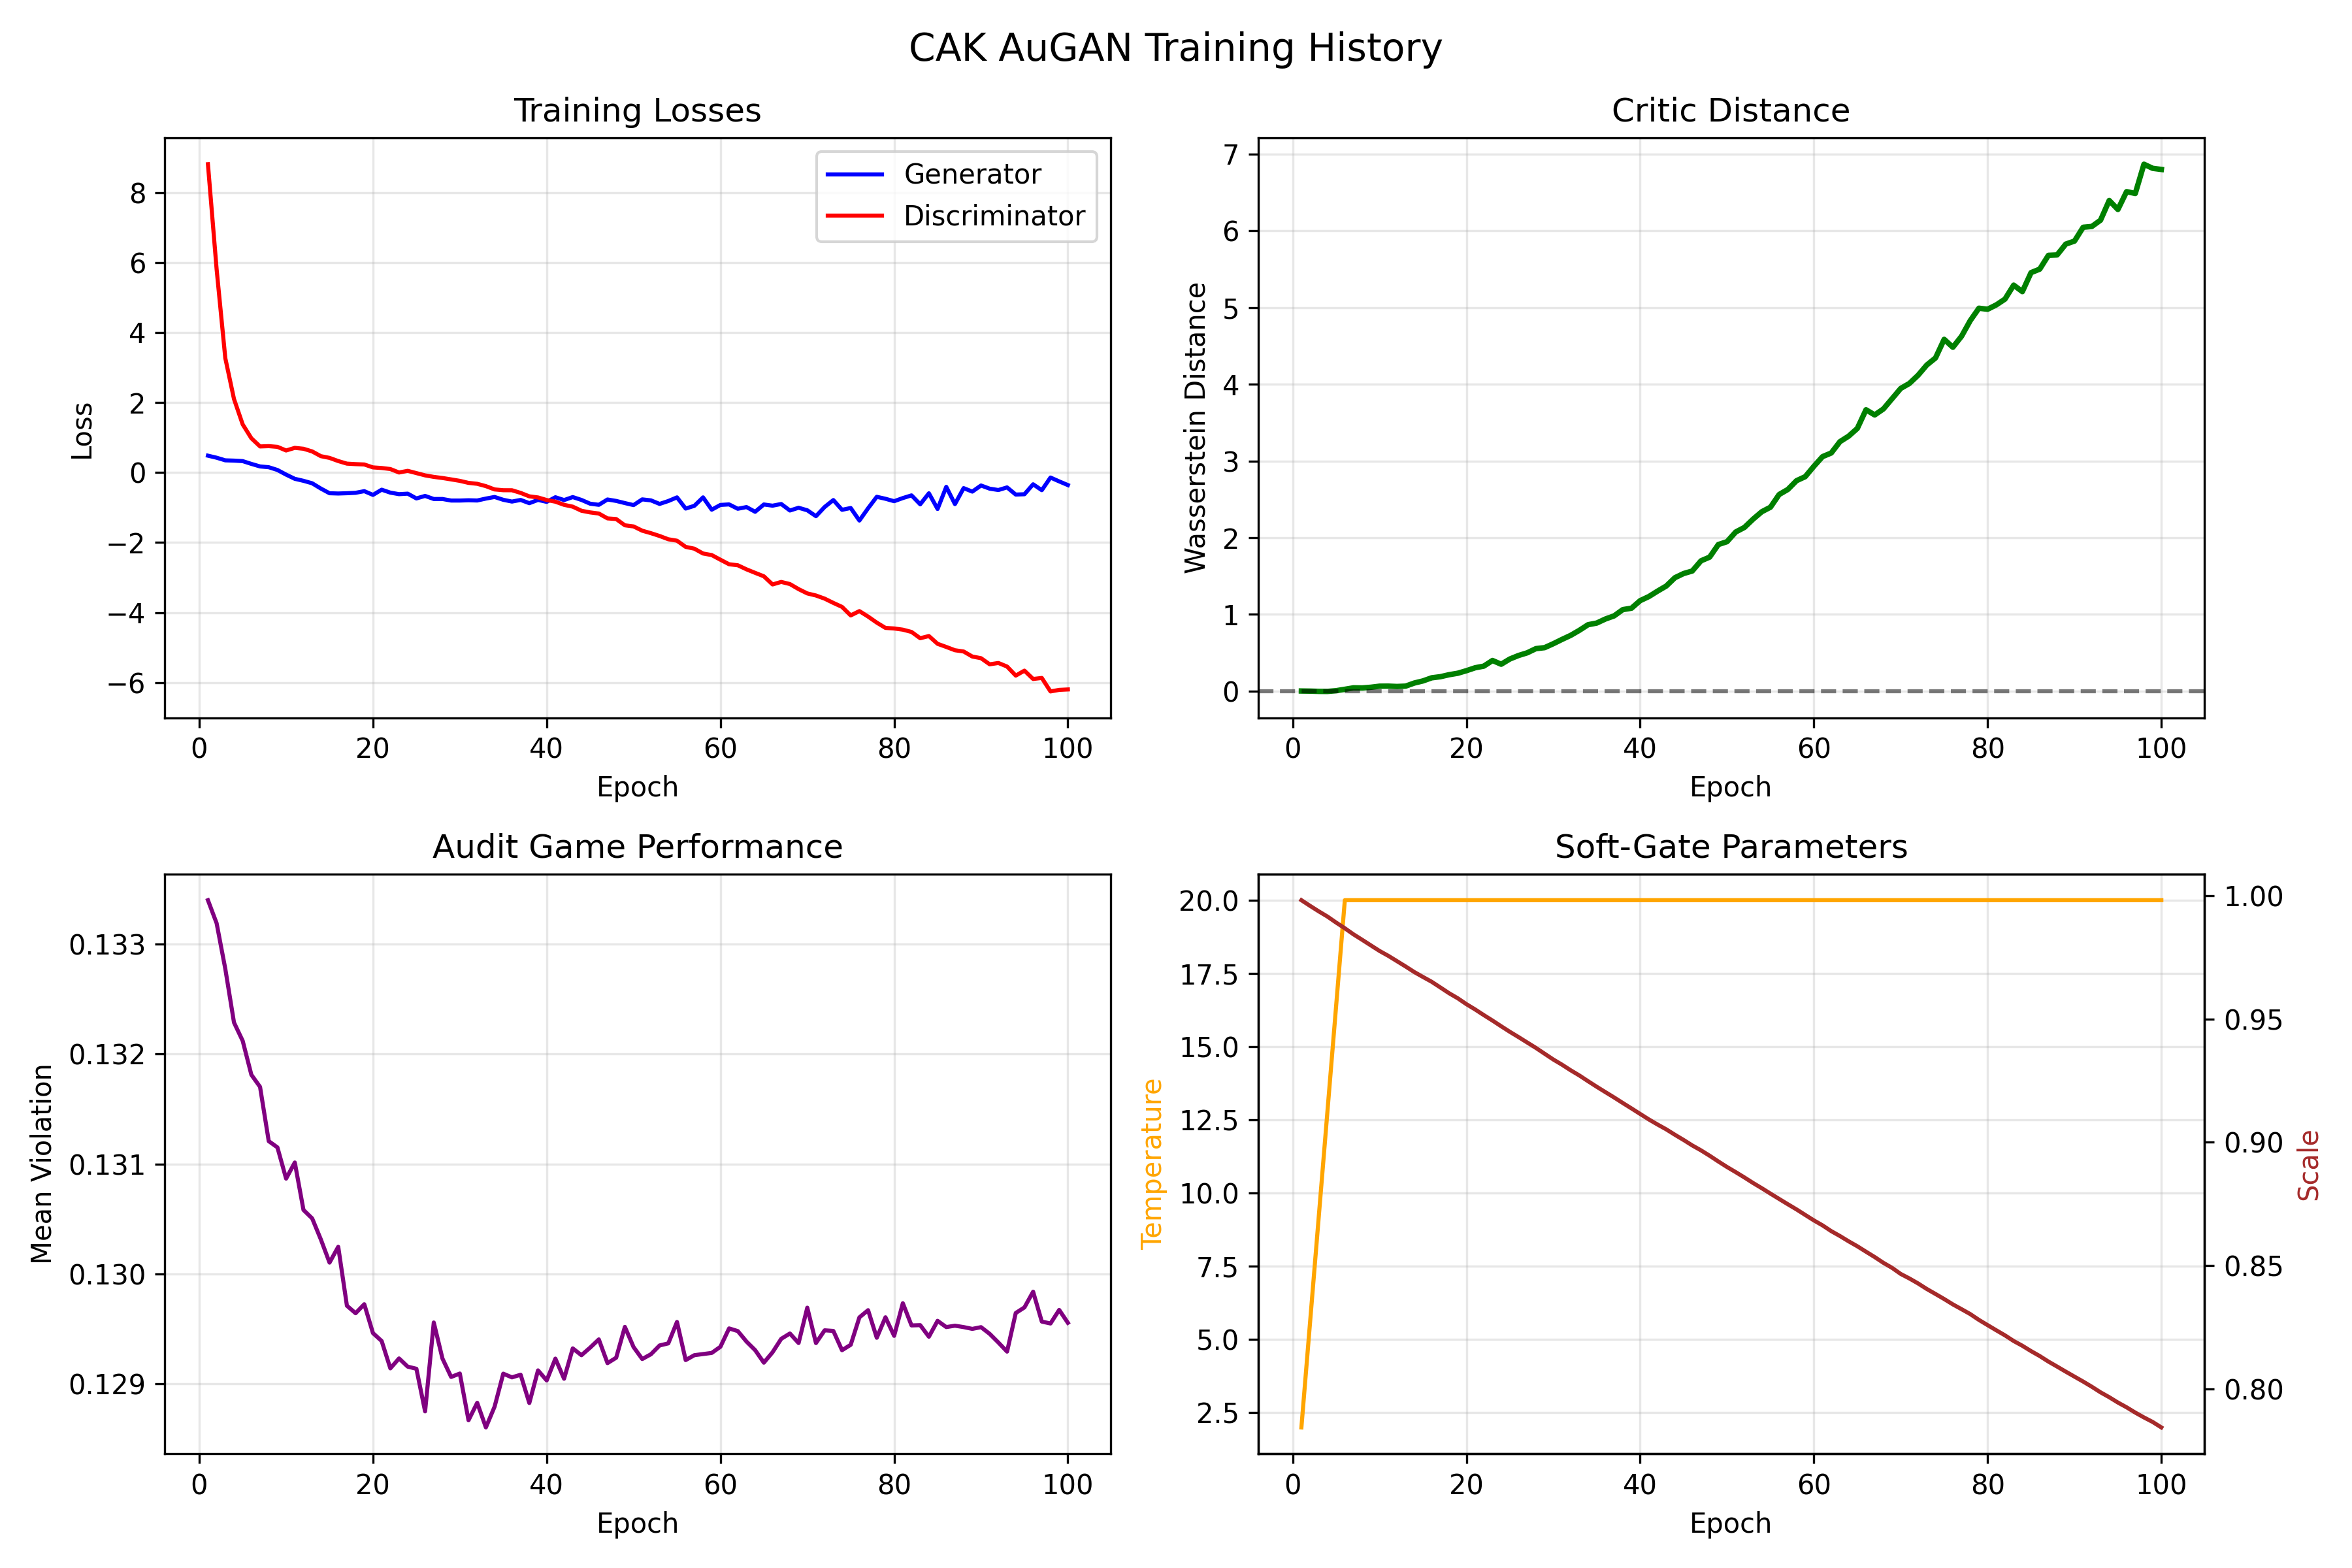 CAK AuGAN Training History
Training Losses
8
6
4
2
0
−2
−4
−6
Loss
Generator
Discriminator
0 20 40 60 80 100
Epoch
Critic Distance
7
6
5
4
3
2
1
0
Wasserstein Distance
0 20 40 60 80 100
Epoch
Audit Game Performance
0.133
0.132
0.131
0.130
0.129
Mean Violation
0 20 40 60 80 100
Epoch
Soft-Gate Parameters
20.0
17.5
15.0
12.5
10.0
7.5
5.0
2.5
Temperature
1.00
0.95
0.90
0.85
0.80
Scale
0 20 40 60 80 100
Epoch